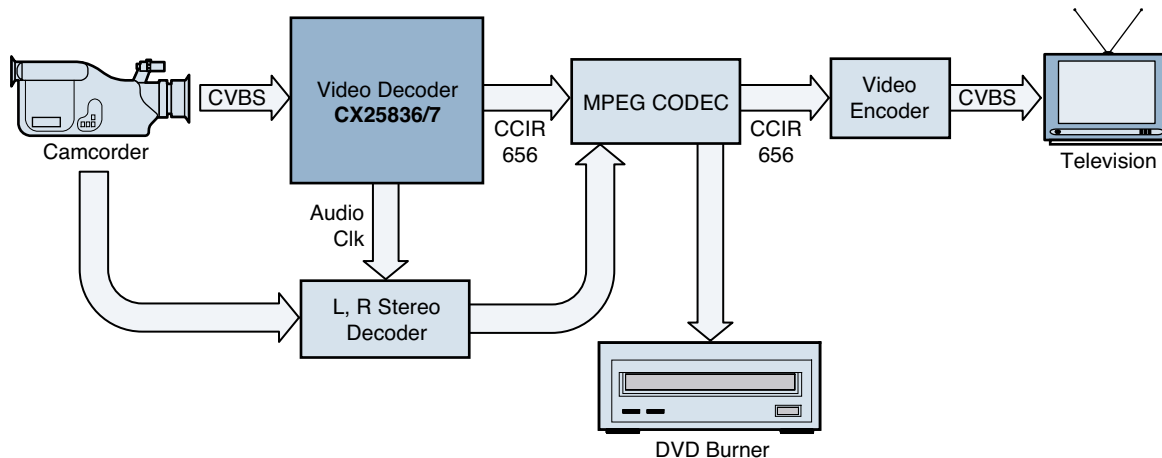 CVBS
Video Decoder
CX25836/7
CCIR
656
MPEG CODEC
CCIR
656
Video
Encoder
CVBS
Camcorder
Television
Audio
Clk
L, R Stereo
Decoder
DVD Burner